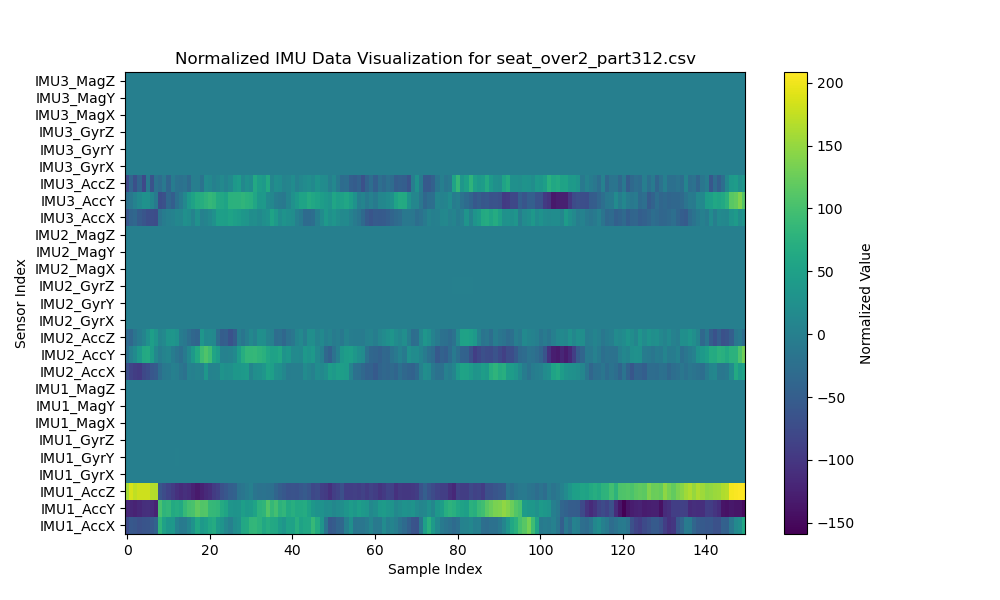 Normalized IMU Data Visualization for seat_over2_part312.csv
Sensor Index
IMU3_MagZ
IMU3_MagY
IMU3_MagX
IMU3_GyrZ
IMU3_GyrY
IMU3_GyrX
IMU3_AccZ
IMU3_AccY
IMU3_AccX
IMU2_MagZ
IMU2_MagY
IMU2_MagX
IMU2_GyrZ
IMU2_GyrY
IMU2_GyrX
IMU2_AccZ
IMU2_AccY
IMU2_AccX
IMU1_MagZ
IMU1_MagY
IMU1_MagX
IMU1_GyrZ
IMU1_GyrY
IMU1_GyrX
IMU1_AccZ
IMU1_AccY
IMU1_AccX
0 20 40 60 80 100 120 140
Sample Index
200
150
100
50
0
−50
−100
−150
Normalized Value